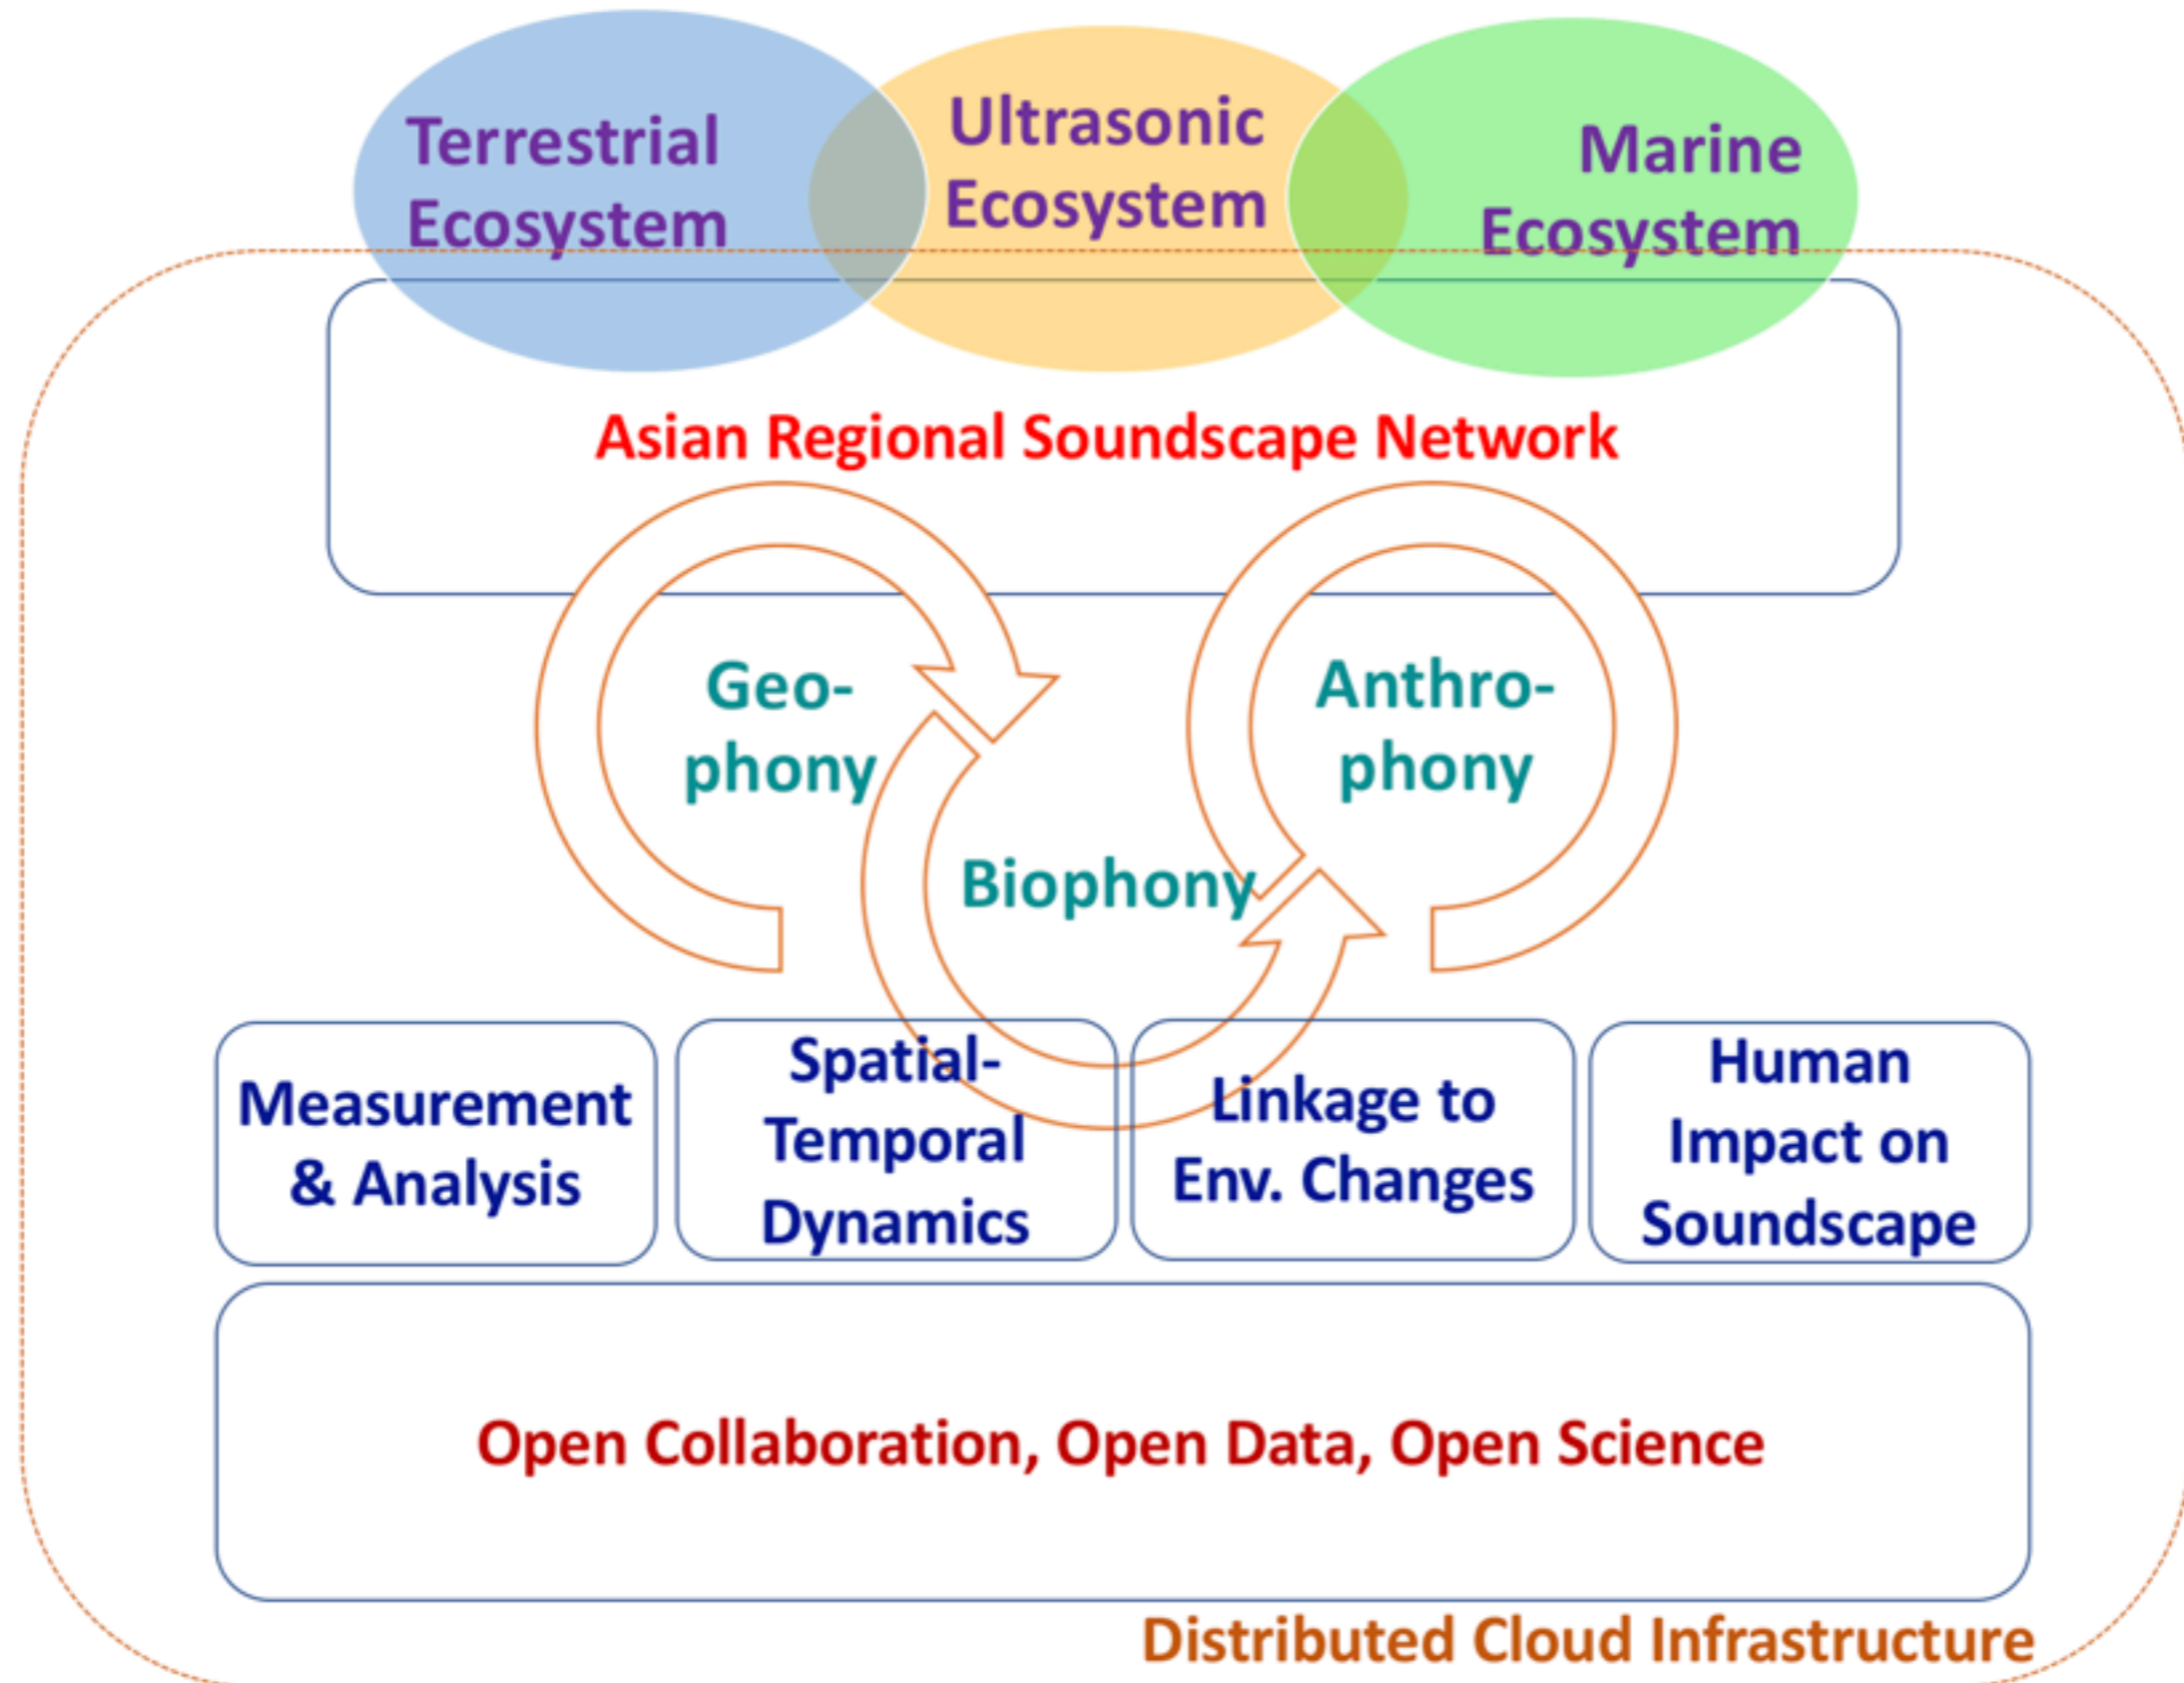 Terrestrial
Ecosystem
Ultrasonic
Ecosystem
Marine
Ecosystem
Asian Regional Soundscape Network
Geo-
phony
Anthro-
phony
Biophony
Measurement
& Analysis
Spatial-
Temporal
Dynamics
Linkage to
Env. Changes
Human
Impact on
Soundscape
Open Collaboration, Open Data, Open Science
Distributed Cloud Infrastructure